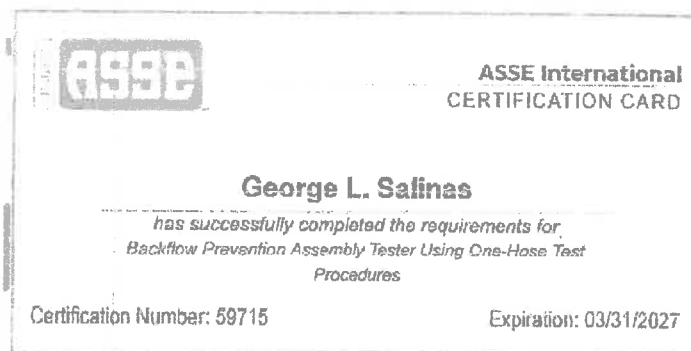 ASSE
ASSE International
CERTIFICATION CARD
George L. Salinas
has successfully completed the requirements for
Backflow Prevention Assembly Tester Using One-Hose Test
Procedures
Certification Number: 59715
Expiration: 03/31/2027